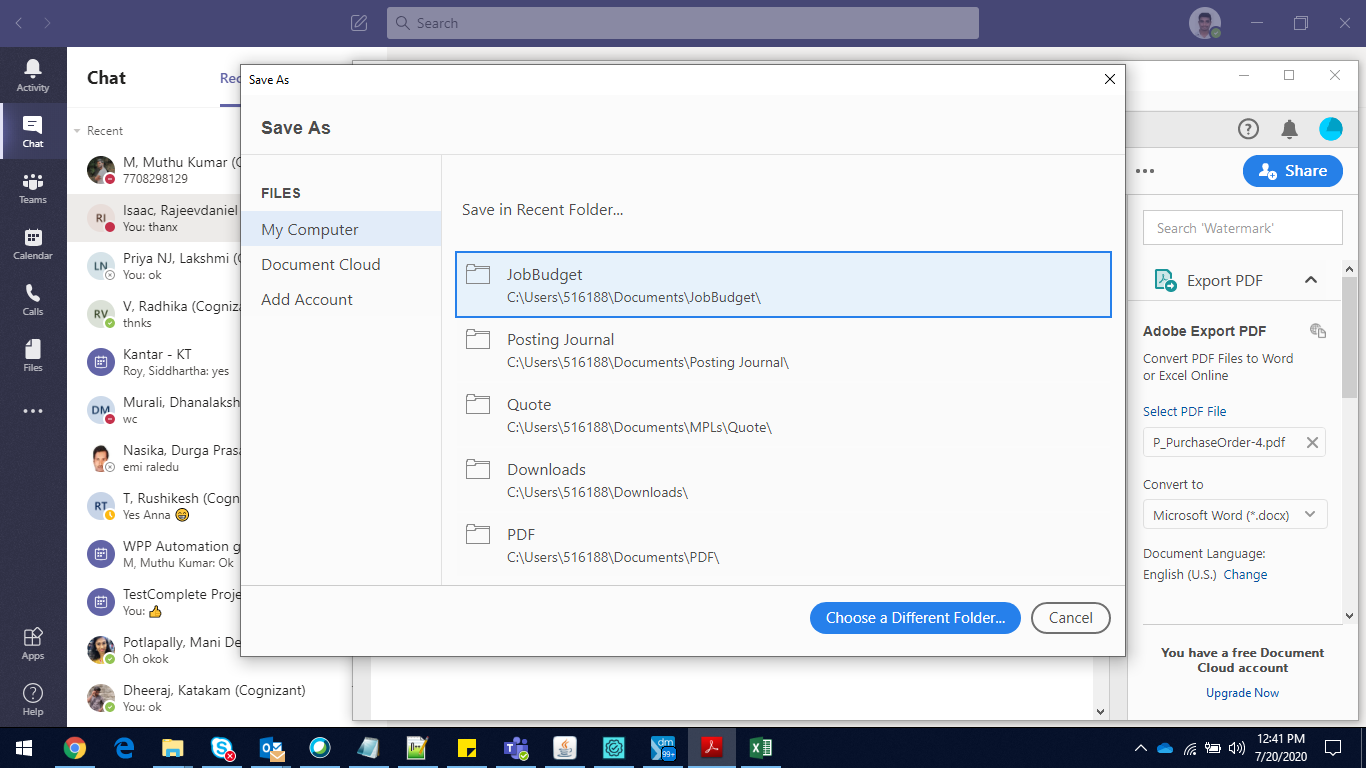 Search
Activity
Chat
Teams
Calendar
Calls
Files
Apps
Help
Chat
Rec
Recent
M, Muthu Kumar (C
7708298129
RI
Isaac, Rajeevdaniel
You: thanx
LN
Priya NJ, Lakshmi (C
You: ok
RV
V, Radhika (Cogniza
thnks
Kantar - KT
Roy, Siddhartha: yes
DM
Murali, Dhanalaksh
wc
Nasika, Durga Prasa
emi raledu
RT
T, Rushikesh (Cogn
Yes Anna 😁
WPP Automation g
M, Muthu Kumar: Ok
TestComplete Proje
You: 👍
Potlapally, Mani De
Oh okok
Dheeraj, Katakam (Cognizant)
You: ok
Save As
Save As
FILES
My Computer
Document Cloud
Add Account
Save in Recent Folder...
JobBudget
C:\Users\516188\Documents\JobBudget\
Posting Journal
C:\Users\516188\Documents\Posting Journal\
Quote
C:\Users\516188\Documents\MPLs\Quote\
Downloads
C:\Users\516188\Downloads\
PDF
C:\Users\516188\Documents\PDF\
Choose a Different Folder...
Cancel
Share
Search 'Watermark'
Export PDF
Adobe Export PDF
Convert PDF Files to Word
or Excel Online
Select PDF File
P_PurchaseOrder-4.pdf
Convert to
Microsoft Word (*.docx)
Document Language:
English (U.S.) Change
You have a free Document
Cloud account
Upgrade Now
dm
99+
12:41 PM
7/20/2020